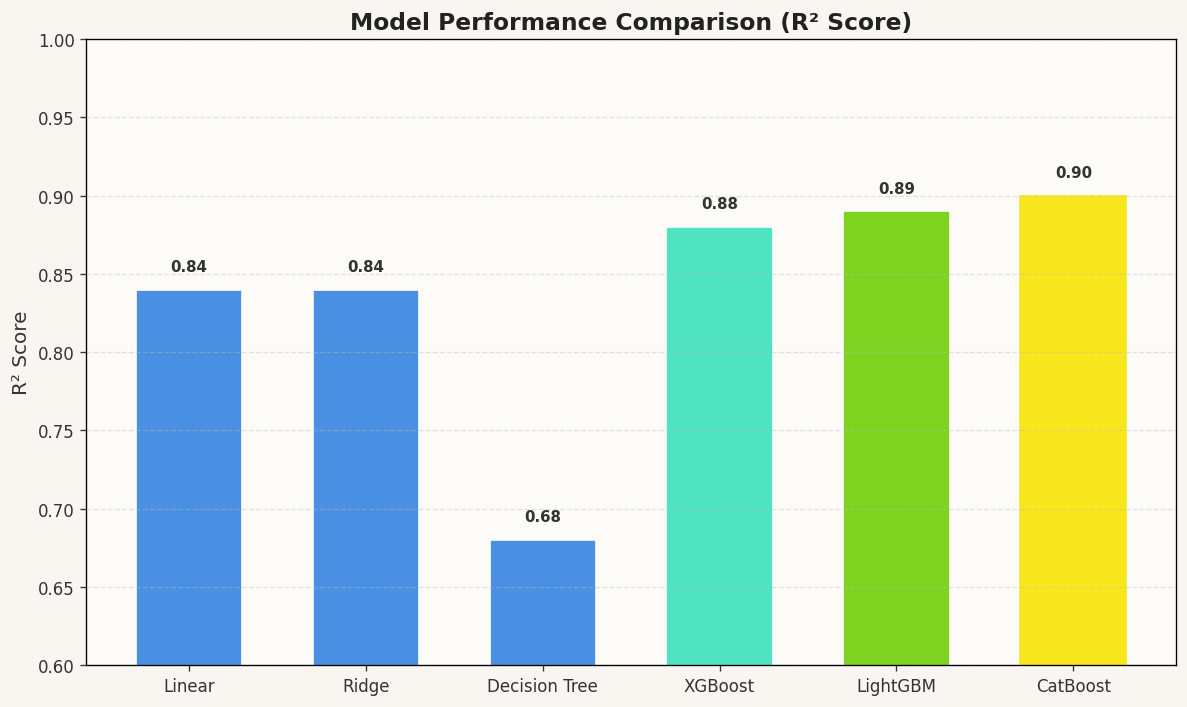 Model Performance Comparison (R² Score)
1.00
0.95
0.90
0.85
0.80
0.75
0.70
0.65
0.60
R² Score
0.84
0.84
0.68
0.88
0.89
0.90
Linear
Ridge
Decision Tree
XGBoost
LightGBM
CatBoost